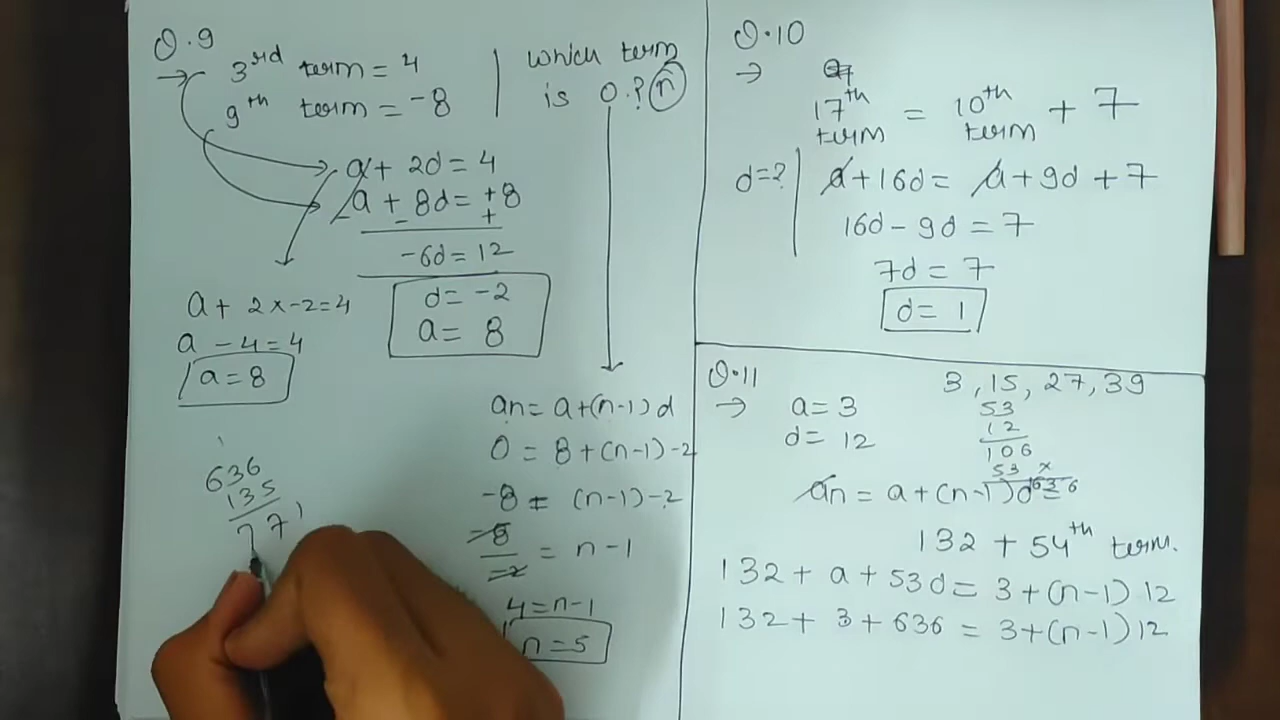 Q.9
→ 3rd term = 4
9th term = -8
which term
is 0.? n
a + 2d = 4
a + 8d = +8
- +
-6d = 12
d = -2
a = 8
a + 2×-2=4
a - 4=4
a=8
636
135
77
an= a+(n-1)d
0 = 8+(n-1)-2
-8 = (n-1)-2
-8/-2 = n-1
4=n-1
n=5
Q.10
→
17th term = 10th term + 7
d=? a+16d= a+9d+7
16d-9d=7
7d=7
d= 1
Q.11
3,15,27,39
→ a=3
d= 12
53
12
106
53 x
636
an = a+(n-1)d =
132 + 54th term.
132+ a+53d= 3+(n-1)12
132+ 3+636 = 3+(n-1)12